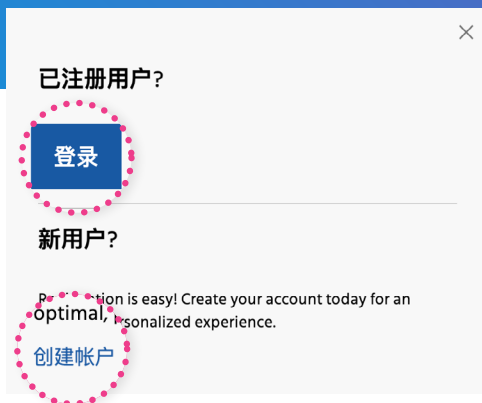 已注册用户?
登录
新用户?
is easy! Create your account today for an
optimal, personalized experience.
创建帐户